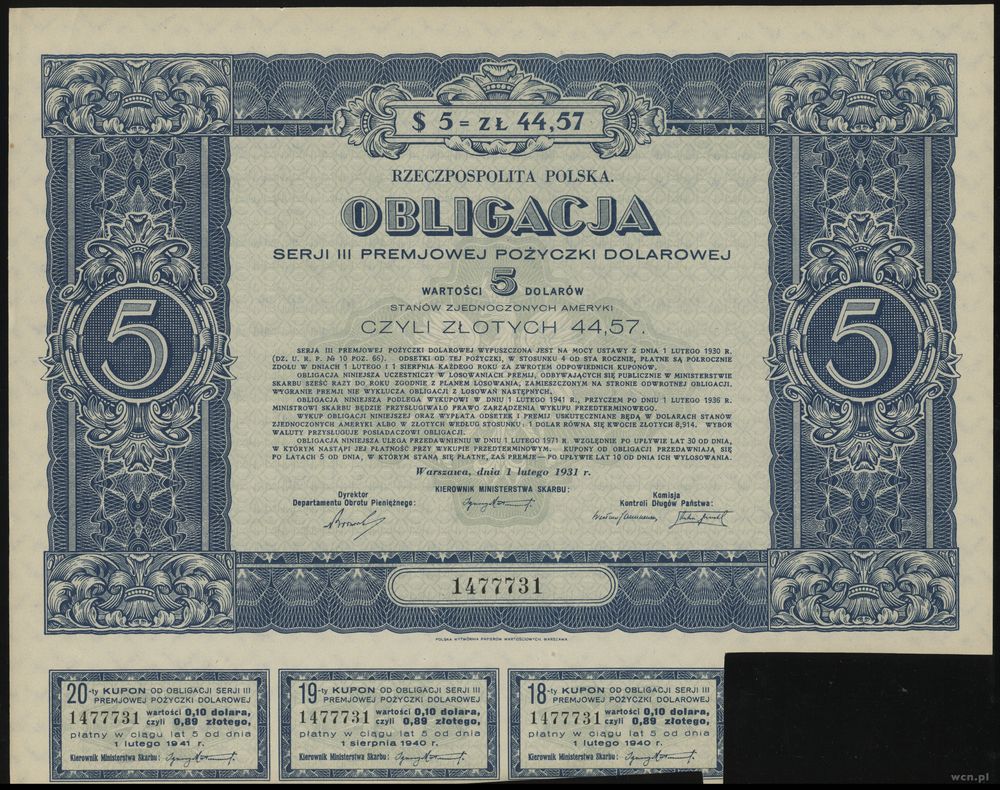 $ 5 = ZŁ 44,57
RZECZPOSPOLITA POLSKA.
OBLIGACJA
SERJI III PREMJOWEJ POŻYCZKI DOLAROWEJ
WARTOŚCI 5 DOLARÓW
STANÓW ZJEDNOCZONYCH AMERYKI
CZYLI ZŁOTYCH 44,57.
5
5
SERJA III PREMJOWEJ POŻYCZKI DOLAROWEJ WYPUSZCZONA JEST NA MOCY USTAWY Z DNIA 1 LUTEGO 1930 R.
(DZ. U. R. P. № 10 POZ. 66). ODSETKI OD TEJ POŻYCZKI, W STOSUNKU 4 OD STA ROCZNIE, PŁATNE SĄ PÓŁROCZNIE
ZDOŁU W DNIACH 1 LUTEGO I 1 SIERPNIA KAŻDEGO ROKU ZA ZWROTEM ODPOWIEDNICH KUPONÓW.
OBLIGACJA NINIEJSZA UCZESTNICZY W LOSOWANIACH PREMJI, ODBYWAJĄCYCH SIĘ PUBLICZNIE W MINISTERSTWIE
SKARBU SZEŚĆ RAZY DO ROKU ZGODNIE Z PLANEM LOSOWANIA, ZAMIESZCZONYM NA STRONIE ODWROTNEJ OBLIGACJI.
WYGRANIE PREMJI NIE WYKLUCZA OBLIGACJI Z LOSOWAŃ NASTĘPNYCH.
OBLIGACJA NINIEJSZA PODLEGA WYKUPOWI W DNIU 1 LUTEGO 1941 R., PRZYCZEM PO DNIU 1 LUTEGO 1936 R.
MINISTROWI SKARBU BĘDZIE PRZYSŁUGIWAŁO PRAWO ZARZĄDZENIA WYKUPU PRZEDTERMINOWEGO.
WYKUP OBLIGACJI NINIEJSZEJ ORAZ WYPŁATA ODSETEK I PREMJI USKUTECZNIANE BĘDĄ W DOLARACH STANÓW
ZJEDNOCZONYCH AMERYKI ALBO W ZŁOTYCH WEDŁUG STOSUNKU: 1 DOLAR RÓWNA SIĘ KWOCIE ZŁOTYCH 8,914. WYBÓR
WALUTY PRZYSŁUGUJE POSIADACZOWI OBLIGACJI.
OBLIGACJA NINIEJSZA ULEGA PRZEDAWNIENIU W DNIU 1 LUTEGO 1971 R. WZGLĘDNIE PO UPŁYWIE LAT 30 OD DNIA,
W KTÓRYM NASTĄPI JEJ PŁATNOŚĆ PRZY WYKUPIE PRZEDTERMINOWYM. KUPONY OD OBLIGACJI PRZEDAWNIAJĄ SIĘ
PO LATACH 5 OD DNIA, W KTÓRYM STANĄ SIĘ PŁATNE, ZAŚ PREMJE — PO UPŁYWIE LAT 10 OD DNIA ICH WYLOSOWANIA.
Warszawa, dnia 1 lutego 1931 r.
Dyrektor
Departamentu Obrotu Pieniężnego:
KIEROWNIK MINISTERSTWA SKARBU:
Komisja
Kontroli Długów Państwa:
1477731
POLSKA WYTWÓRNIA PAPIERÓW WARTOŚCIOWYCH, WARSZAWA
20-ty KUPON OD OBLIGACJI SERJI III
PREMJOWEJ POŻYCZKI DOLAROWEJ
1477731 wartości 0,10 dolara,
czyli 0,89 złotego,
płatny w ciągu lat 5 od dnia
1 lutego 1941 r.
Kierownik Ministerstwa Skarbu:
19-ty KUPON OD OBLIGACJI SERJI III
PREMJOWEJ POŻYCZKI DOLAROWEJ
1477731 wartości 0,10 dolara,
czyli 0,89 złotego,
płatny w ciągu lat 5 od dnia
1 sierpnia 1940 r.
Kierownik Ministerstwa Skarbu:
18-ty KUPON OD OBLIGACJI SERJI III
PREMJOWEJ POŻYCZKI DOLAROWEJ
1477731 wartości 0,10 dolara,
czyli 0,89 złotego,
płatny w ciągu lat 5 od dnia
1 lutego 1940 r.
Kierownik Ministerstwa Skarbu:
wcn.pl